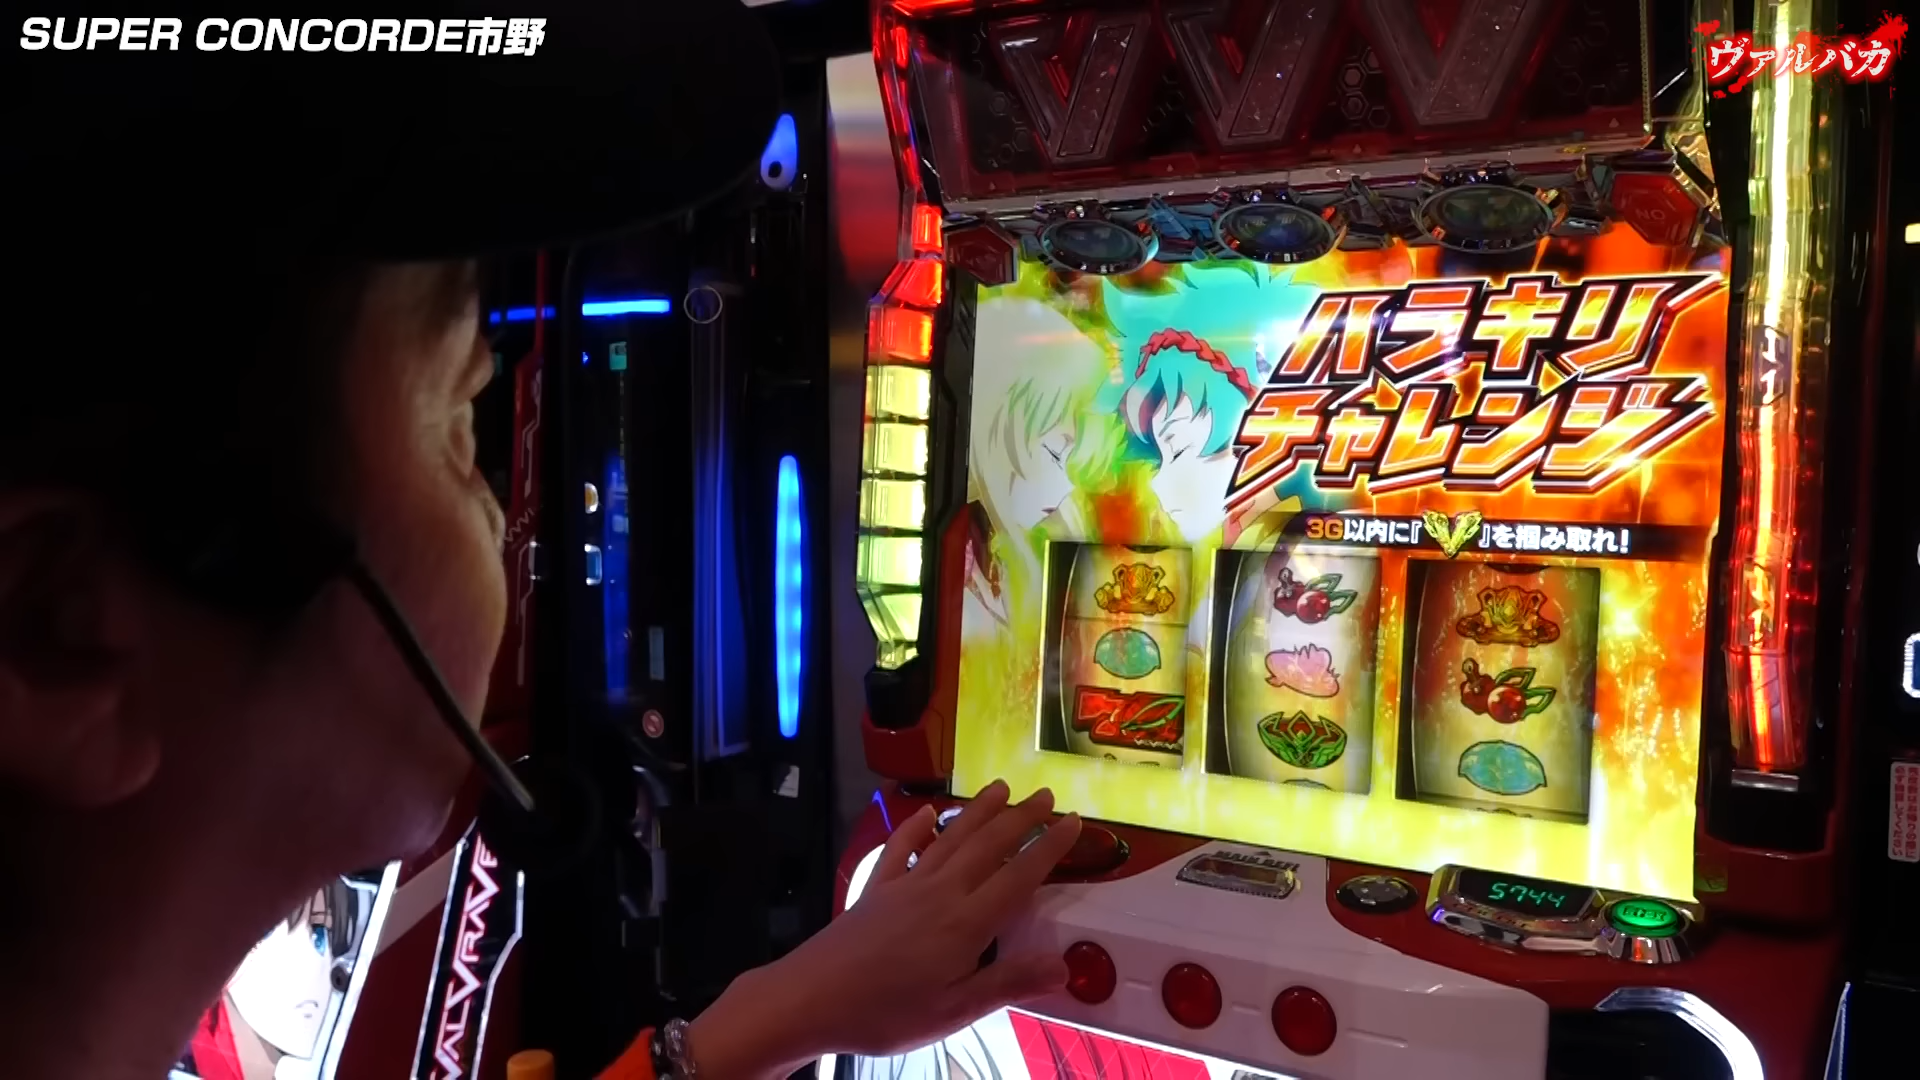 SUPER CONCORDE市野
ヴァルバカ
ハラキリ
チャレンジ
3G以内に『V』を掴み取れ!
5744
VALVRAVE